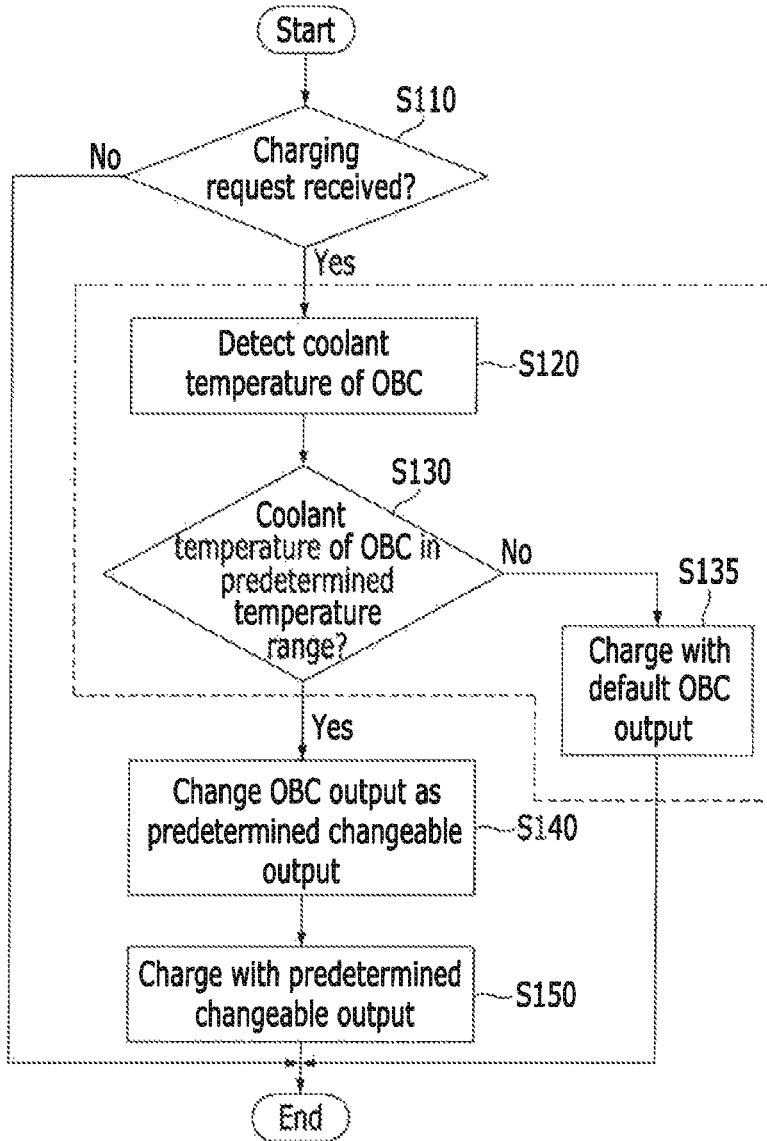 Start
S110
Charging
request received?
No
Yes
Detect coolant
temperature of OBC
S120
S130
Coolant
temperature of OBC in
predetermined
temperature
range?
No
S135
Charge with
default OBC
output
Yes
Change OBC output as
predetermined changeable
output
S140
Charge with predetermined
changeable output
S150
End